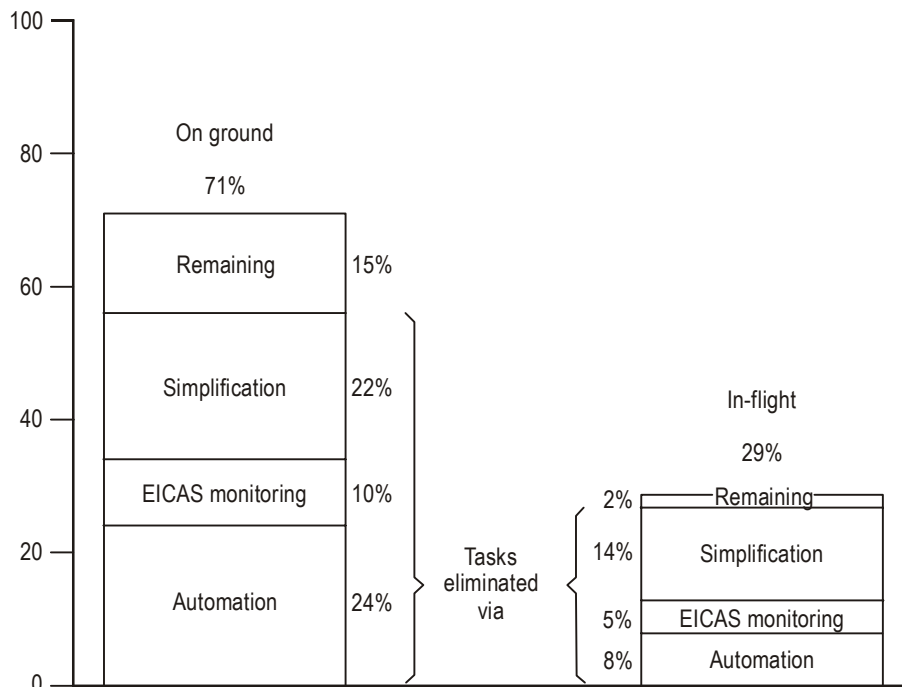 100
80
60
40
20
0
On ground
71%
Remaining
15%
Simplification
22%
EICAS monitoring
10%
Automation
24%
Tasks
eliminated
via
In-flight
29%
2%
Remaining
14%
Simplification
5%
EICAS monitoring
8%
Automation